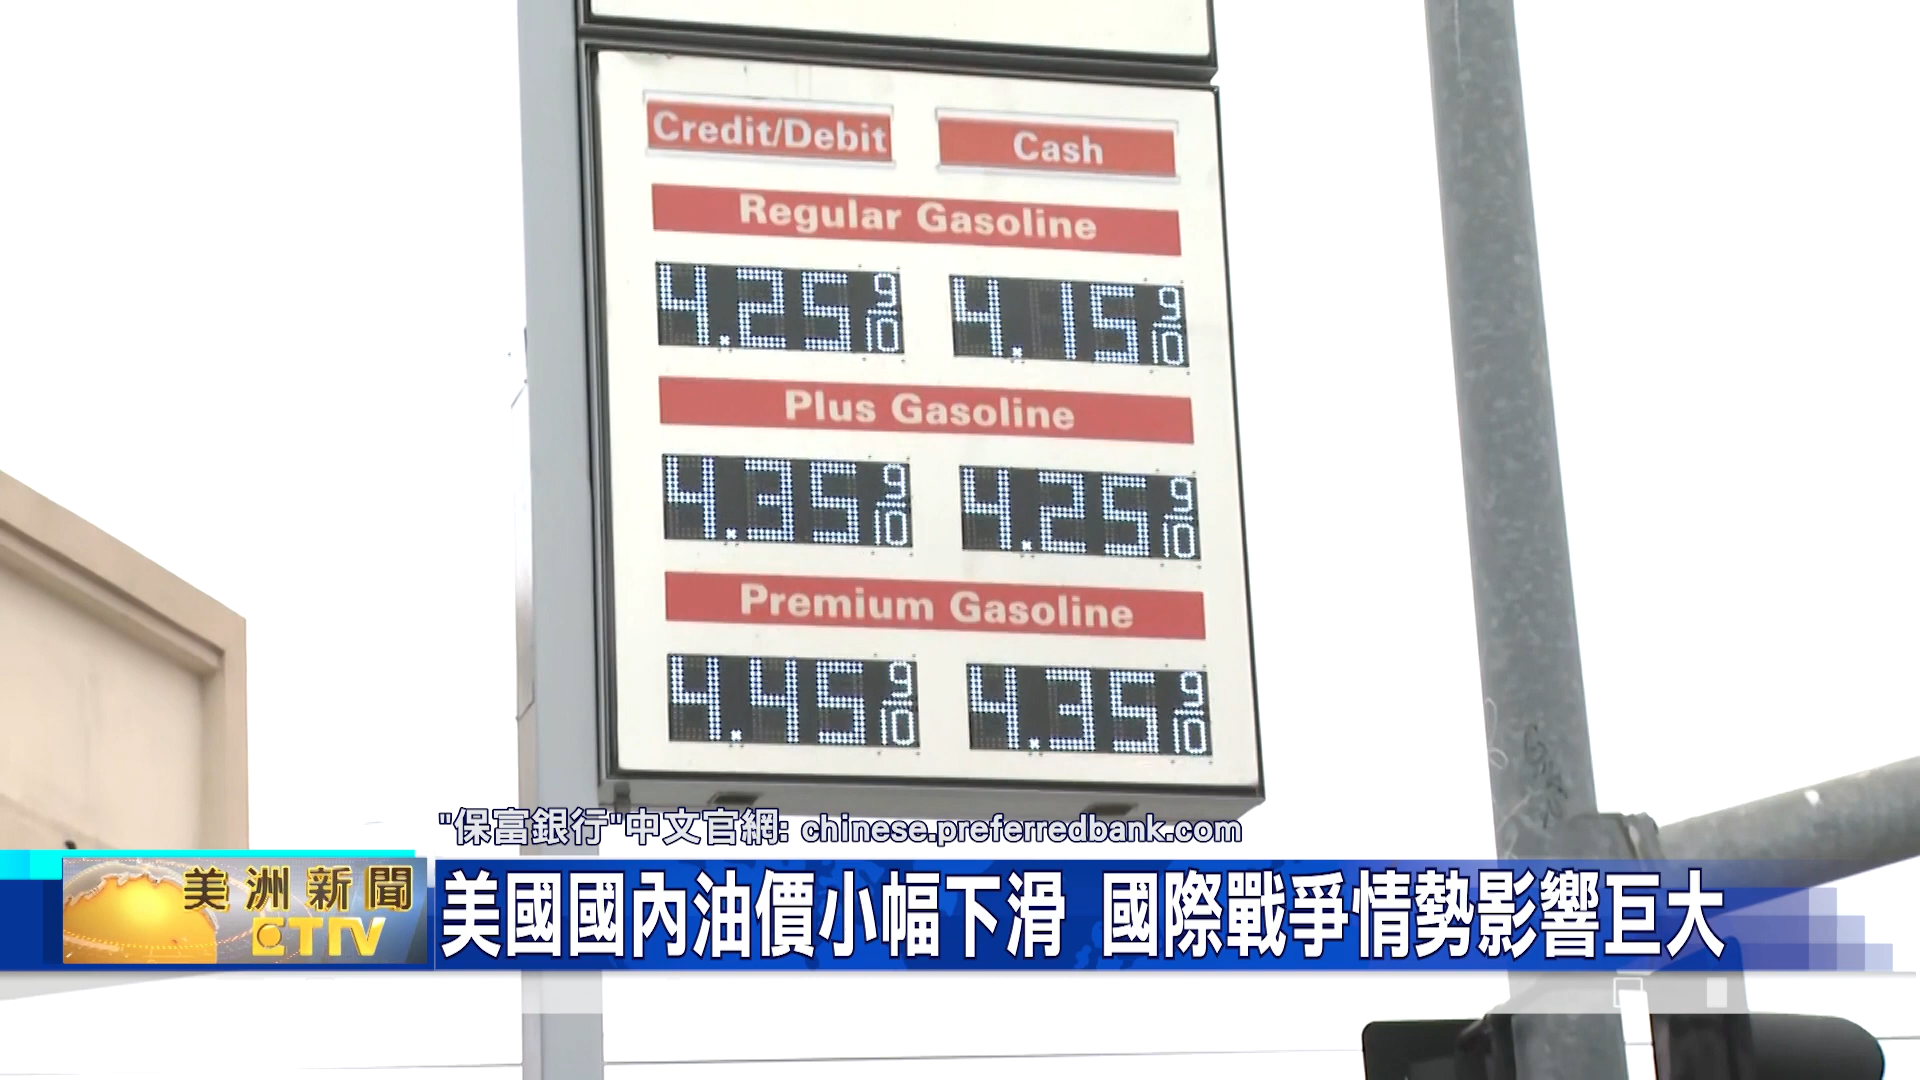 Credit/Debit Cash
Regular Gasoline
4.25 9/10 4.15 9/10
Plus Gasoline
4.35 9/10 4.25 9/10
Premium Gasoline
4.45 9/10 4.35 9/10
"保富銀行"中文官網: chinese.preferredbank.com
美洲新聞
CTTV
美國國內油價小幅下滑 國際戰爭情勢影響巨大